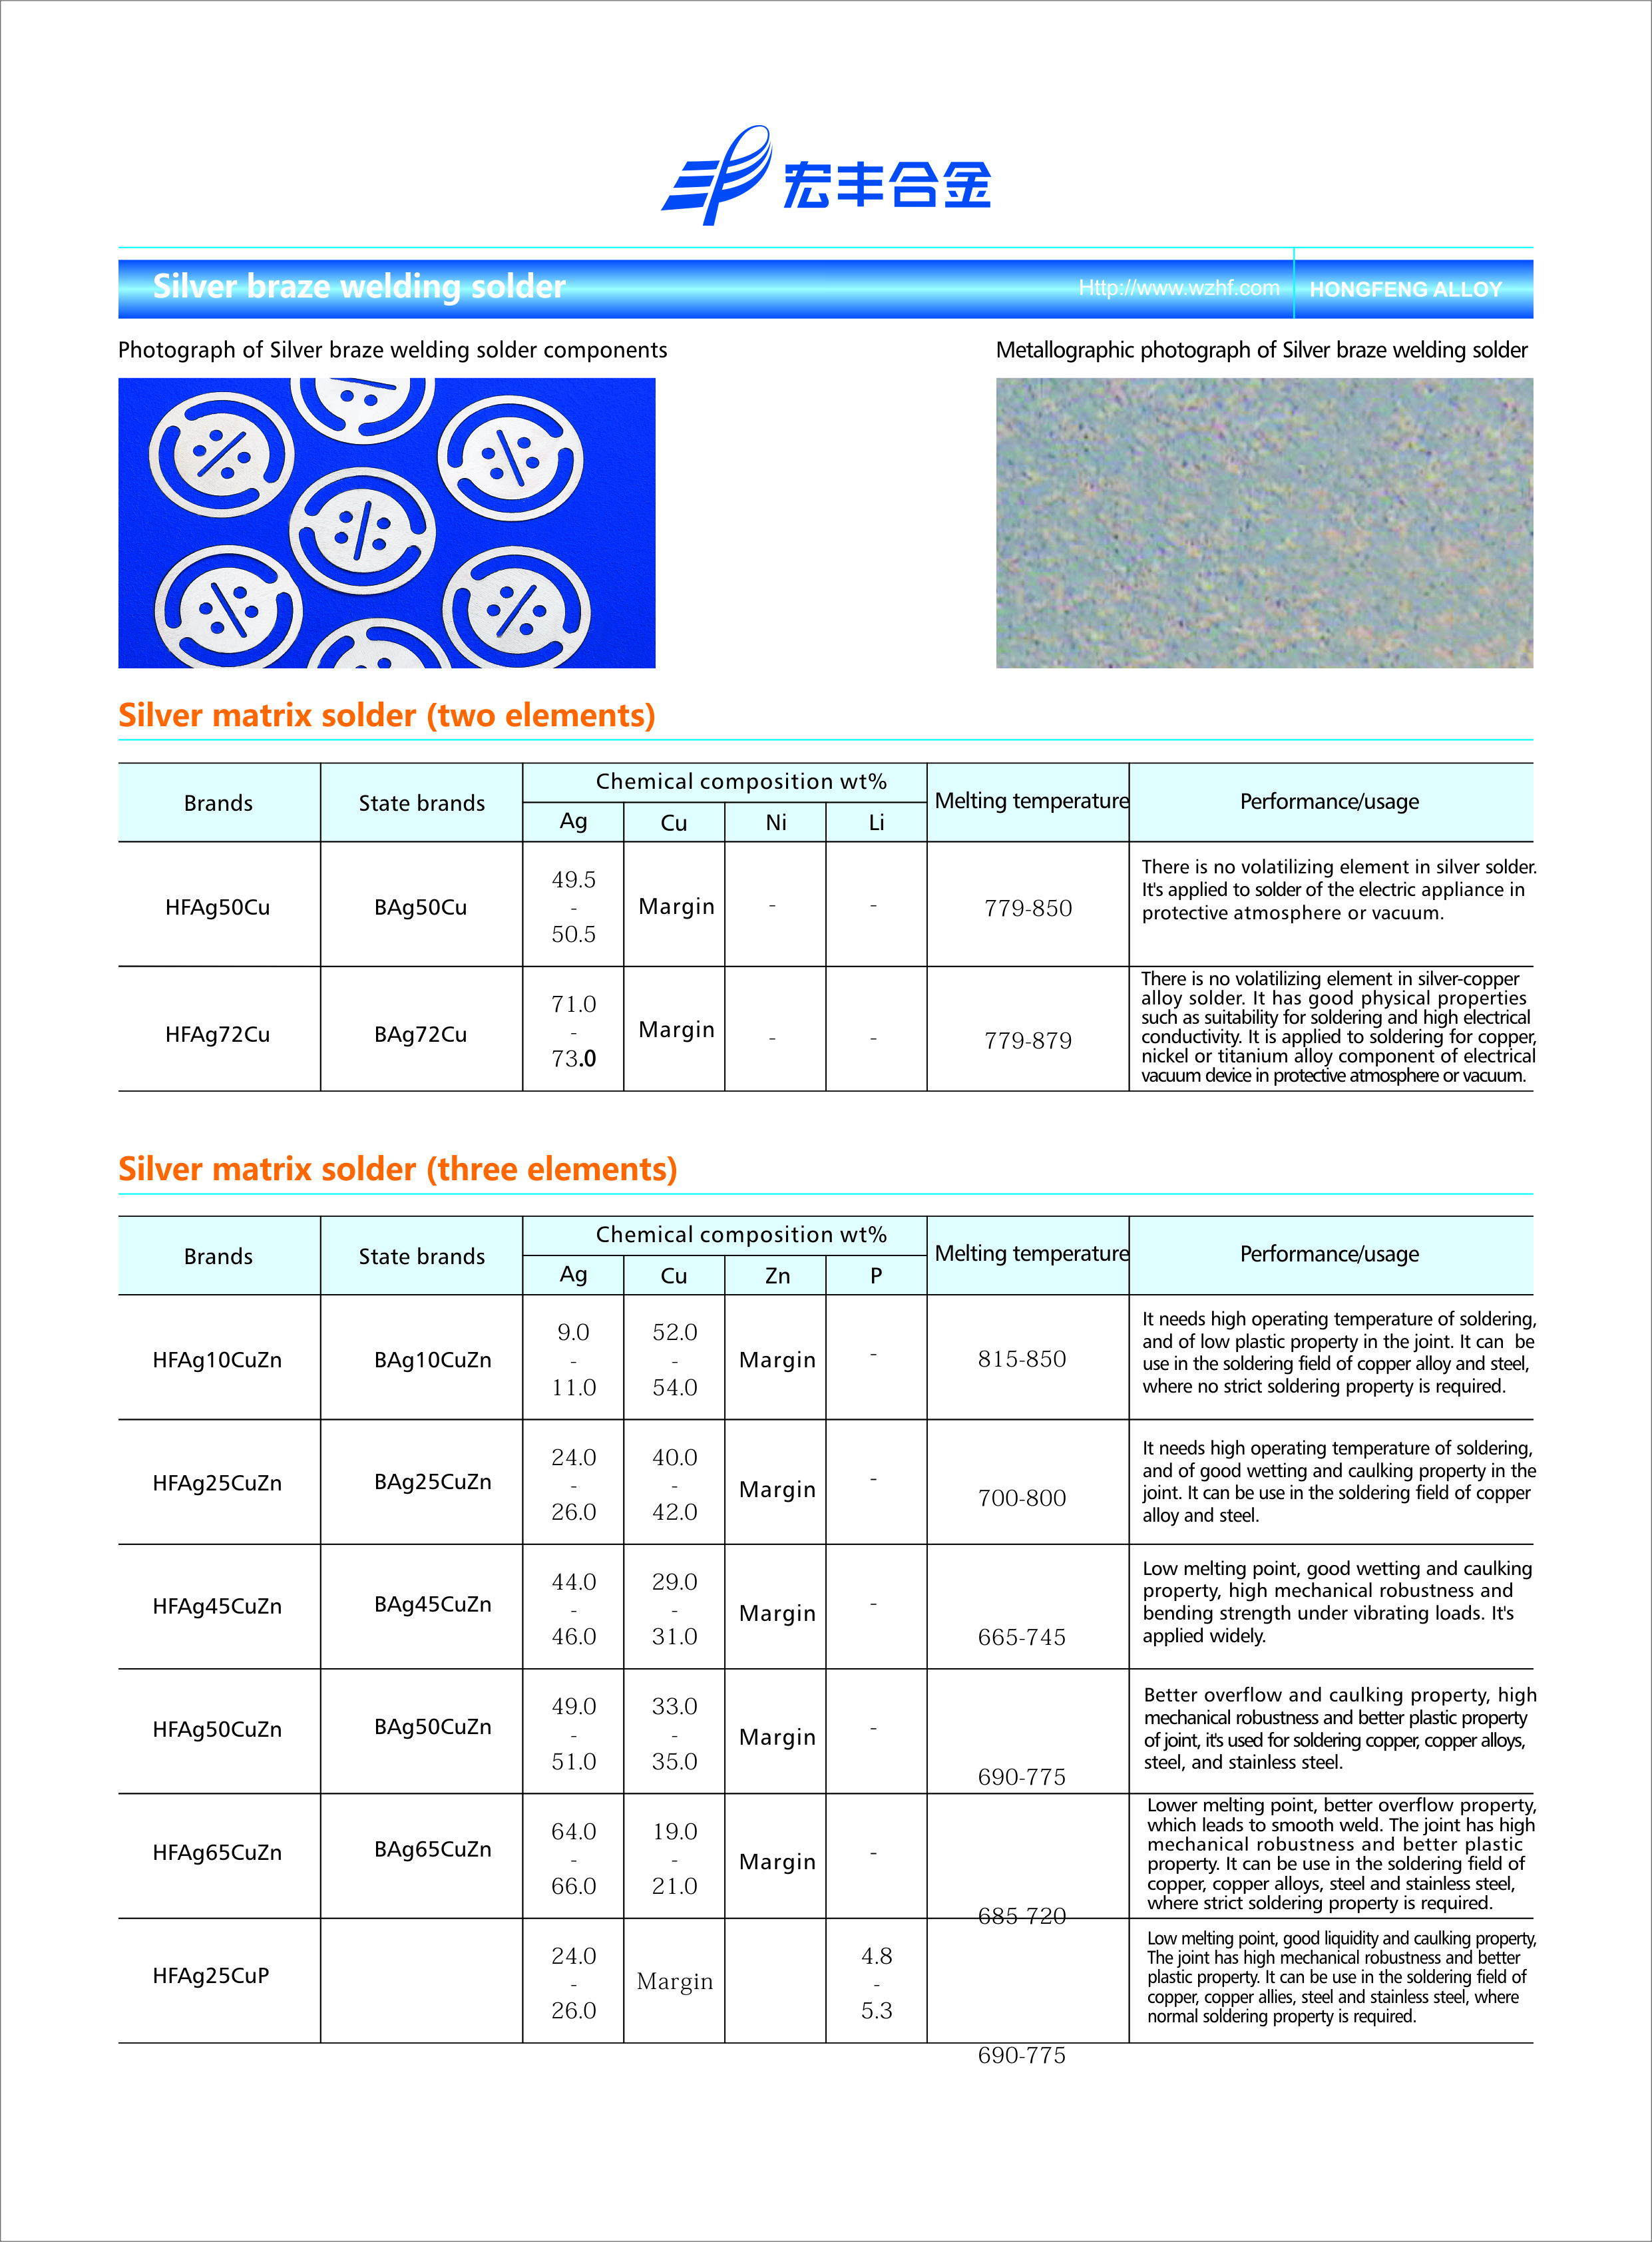 宏丰合金
Silver braze welding solder
Http://www.wzhf.com
HONGFENG ALLOY
Photograph of Silver braze welding solder components
Metallographic photograph of Silver braze welding solder
Silver matrix solder (two elements)
Brands
State brands
Chemical composition wt%
Ag
Cu
Ni
Li
Melting temperature
Performance/usage
HFAg50Cu
BAg50Cu
49.5
-
50.5
Margin
-
-
779-850
There is no volatilizing element in silver solder.
It's applied to solder of the electric appliance in
protective atmosphere or vacuum.
HFAg72Cu
BAg72Cu
71.0
-
73.0
Margin
-
-
779-879
There is no volatilizing element in silver-copper
alloy solder. It has good physical properties
such as suitability for soldering and high electrical
conductivity. It is applied to soldering for copper,
nickel or titanium alloy component of electrical
vacuum device in protective atmosphere or vacuum.
Silver matrix solder (three elements)
Brands
State brands
Chemical composition wt%
Ag
Cu
Zn
P
Melting temperature
Performance/usage
HFAg10CuZn
BAg10CuZn
9.0
-
11.0
52.0
-
54.0
Margin
-
815-850
It needs high operating temperature of soldering,
and of low plastic property in the joint. It can  be
use in the soldering field of copper alloy and steel,
where no strict soldering property is required.
HFAg25CuZn
BAg25CuZn
24.0
-
26.0
40.0
-
42.0
Margin
-
700-800
It needs high operating temperature of soldering,
and of good wetting and caulking property in the
joint. It can be use in the soldering field of copper
alloy and steel.
HFAg45CuZn
BAg45CuZn
44.0
-
46.0
29.0
-
31.0
Margin
-
665-745
Low melting point, good wetting and caulking
property, high mechanical robustness and
bending strength under vibrating loads. It's
applied widely.
HFAg50CuZn
BAg50CuZn
49.0
-
51.0
33.0
-
35.0
Margin
-
690-775
Better overflow and caulking property, high
mechanical robustness and better plastic property
of joint, it's used for soldering copper, copper alloys,
steel, and stainless steel.
HFAg65CuZn
BAg65CuZn
64.0
-
66.0
19.0
-
21.0
Margin
-
685-720
Lower melting point, better overflow property,
which leads to smooth weld. The joint has high
mechanical robustness and better plastic
property. It can be use in the soldering field of
copper, copper alloys, steel and stainless steel,
where strict soldering property is required.
HFAg25CuP
24.0
-
26.0
Margin
4.8
-
5.3
690-775
Low melting point, good liquidity and caulking property,
The joint has high mechanical robustness and better
plastic property. It can be use in the soldering field of
copper, copper allies, steel and stainless steel, where
normal soldering property is required.